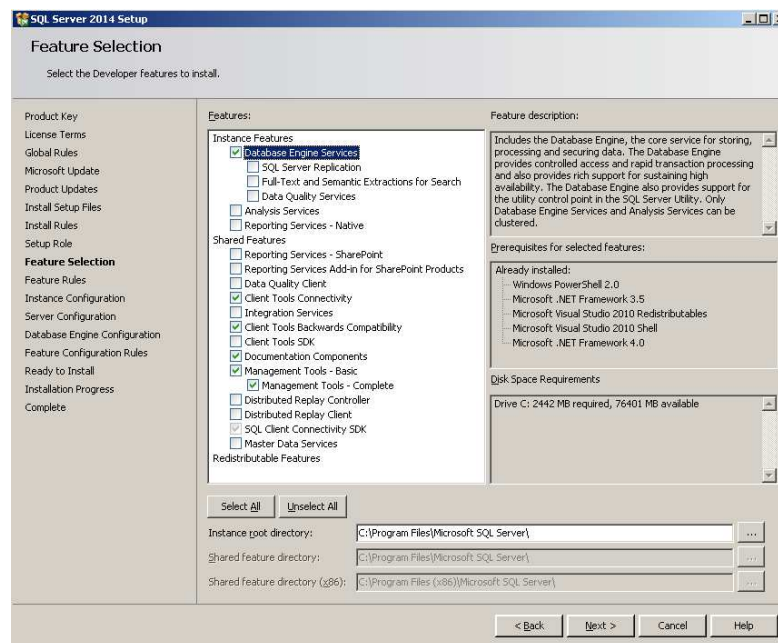 SQL Server 2014 Setup
Feature Selection
Select the Developer features to install.
Product Key
License Terms
Global Rules
Microsoft Update
Product Updates
Install Setup Files
Install Rules
Setup Role
Feature Selection
Feature Rules
Instance Configuration
Server Configuration
Database Engine Configuration
Feature Configuration Rules
Ready to Install
Installation Progress
Complete
Features:
Instance Features
Database Engine Services
SQL Server Replication
Full-Text and Semantic Extractions for Search
Data Quality Services
Analysis Services
Reporting Services - Native
Shared Features
Reporting Services - SharePoint
Reporting Services Add-in for SharePoint Products
Data Quality Client
Client Tools Connectivity
Integration Services
Client Tools Backwards Compatibility
Client Tools SDK
Documentation Components
Management Tools - Basic
Management Tools - Complete
Distributed Replay Controller
Distributed Replay Client
SQL Client Connectivity SDK
Master Data Services
Redistributable Features
Feature description:
Includes the Database Engine, the core service for storing,
processing and securing data. The Database Engine
provides controlled access and rapid transaction processing
and also provides rich support for sustaining high
availability. The Database Engine also provides support for
the utility control point in the SQL Server Utility. Only
Database Engine Services and Analysis Services can be
clustered.
Prerequisites for selected features:
Already installed:
Windows PowerShell 2.0
Microsoft .NET Framework 3.5
Microsoft Visual Studio 2010 Redistributables
Microsoft Visual Studio 2010 Shell
Microsoft .NET Framework 4.0
Disk Space Requirements
Drive C: 2442 MB required, 76401 MB available
Select All
Unselect All
Instance root directory:
C:\Program Files\Microsoft SQL Server\
...
Shared feature directory:
C:\Program Files\Microsoft SQL Server\
...
Shared feature directory (x86):
C:\Program Files (x86)\Microsoft SQL Server\
...
< Back
Next >
Cancel
Help